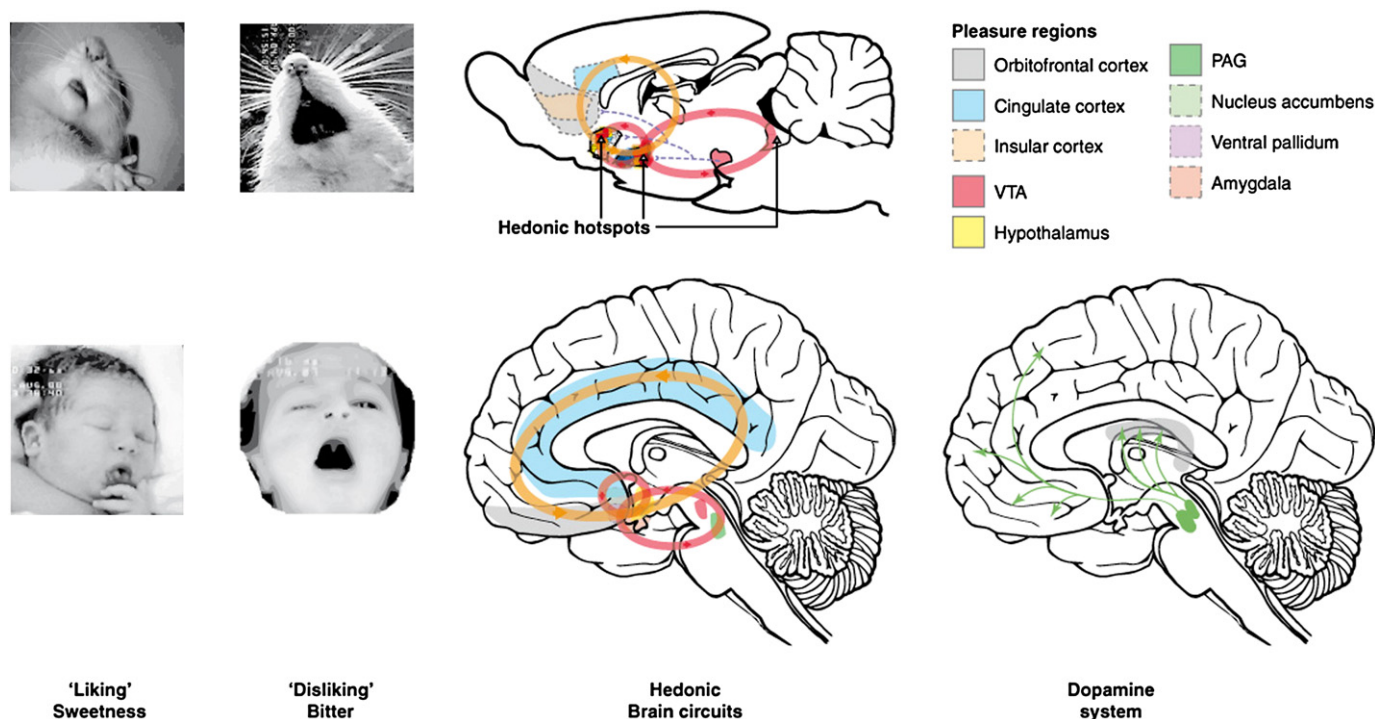 Pleasure regions
Orbitofrontal cortex
Cingulate cortex
Insular cortex
VTA
Hypothalamus
PAG
Nucleus accumbens
Ventral pallidum
Amygdala
Hedonic hotspots
‘Liking’
Sweetness
‘Disliking’
Bitter
Hedonic
Brain circuits
Dopamine
system